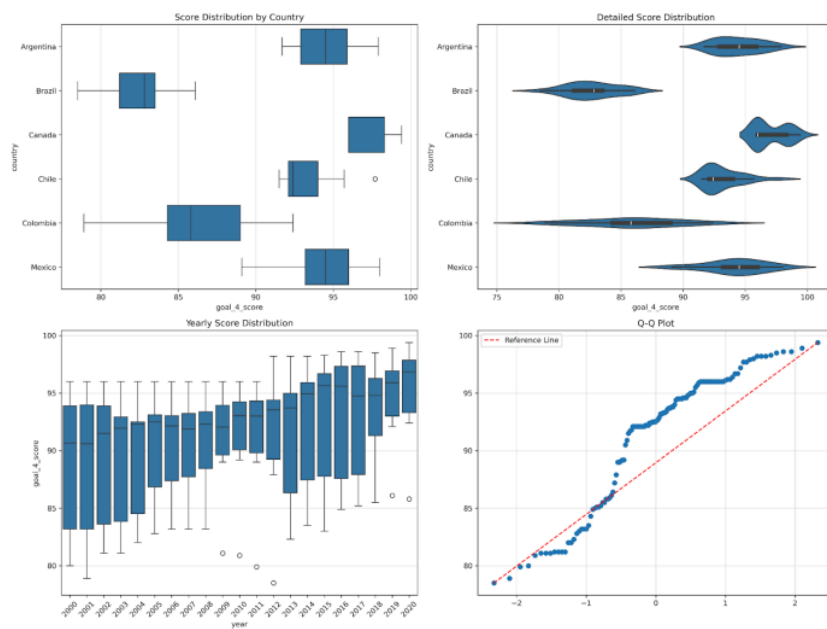 Score Distribution by Country
Argentina
Brazil
Canada
Chile
Colombia
Mexico
country
80 85 90 95 100
goal_4_score
Detailed Score Distribution
Argentina
Brazil
Canada
Chile
Colombia
Mexico
country
75 80 85 90 95 100
goal_4_score
Yearly Score Distribution
100
95
90
85
80
goal_4_score
2000 2001 2002 2003 2004 2005 2006 2007 2008 2009 2010 2011 2012 2013 2014 2015 2016 2017 2018 2019 2020
year
Q-Q Plot
Reference Line
100
95
90
85
80
−2 −1 0 1 2